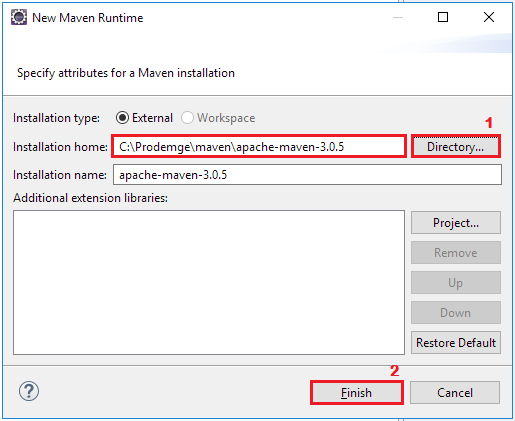 New Maven Runtime
Specify attributes for a Maven installation
Installation type: External Workspace
1
Installation home: C:\Prodemge\maven\apache-maven-3.0.5 Directory...
Installation name: apache-maven-3.0.5
Additional extension libraries:
Project...
Remove
Up
Down
Restore Default
2
? Finish Cancel